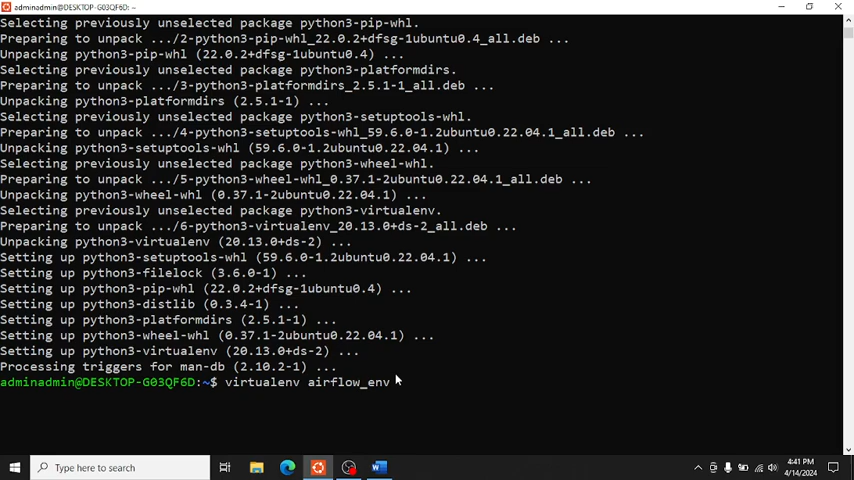 adminadmin@DESKTOP-G03QF6D: ~
Selecting previously unselected package python3-pip-whl.
Preparing to unpack .../2-python3-pip-whl_22.0.2+dfsg-1ubuntu0.4_all.deb ...
Unpacking python3-pip-whl (22.0.2+dfsg-1ubuntu0.4) ...
Selecting previously unselected package python3-platformdirs.
Preparing to unpack .../3-python3-platformdirs_2.5.1-1_all.deb ...
Unpacking python3-platformdirs (2.5.1-1) ...
Selecting previously unselected package python3-setuptools-whl.
Preparing to unpack .../4-python3-setuptools-whl_59.6.0-1.2ubuntu0.22.04.1_all.deb ...
Unpacking python3-setuptools-whl (59.6.0-1.2ubuntu0.22.04.1) ...
Selecting previously unselected package python3-wheel-whl.
Preparing to unpack .../5-python3-wheel-whl_0.37.1-2ubuntu0.22.04.1_all.deb ...
Unpacking python3-wheel-whl (0.37.1-2ubuntu0.22.04.1) ...
Selecting previously unselected package python3-virtualenv.
Preparing to unpack .../6-python3-virtualenv_20.13.0+ds-2_all.deb ...
Unpacking python3-virtualenv (20.13.0+ds-2) ...
Setting up python3-setuptools-whl (59.6.0-1.2ubuntu0.22.04.1) ...
Setting up python3-filelock (3.6.0-1) ...
Setting up python3-pip-whl (22.0.2+dfsg-1ubuntu0.4) ...
Setting up python3-distlib (0.3.4-1) ...
Setting up python3-platformdirs (2.5.1-1) ...
Setting up python3-wheel-whl (0.37.1-2ubuntu0.22.04.1) ...
Setting up python3-virtualenv (20.13.0+ds-2) ...
Processing triggers for man-db (2.10.2-1) ...
adminadmin@DESKTOP-G03QF6D:~$ virtualenv airflow_env
Type here to search
4:41 PM
4/14/2024